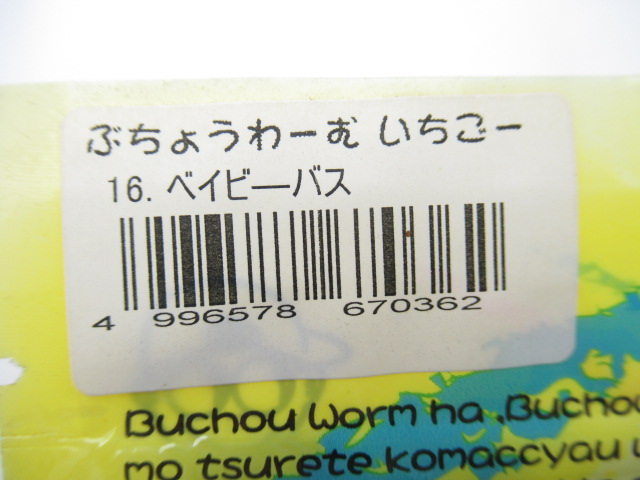 ぶちょうわーむ いちごー
16. ベイビーバス
4 996578 670362
Buchou Worm ha .Buchou
mo tsurete komaccyau